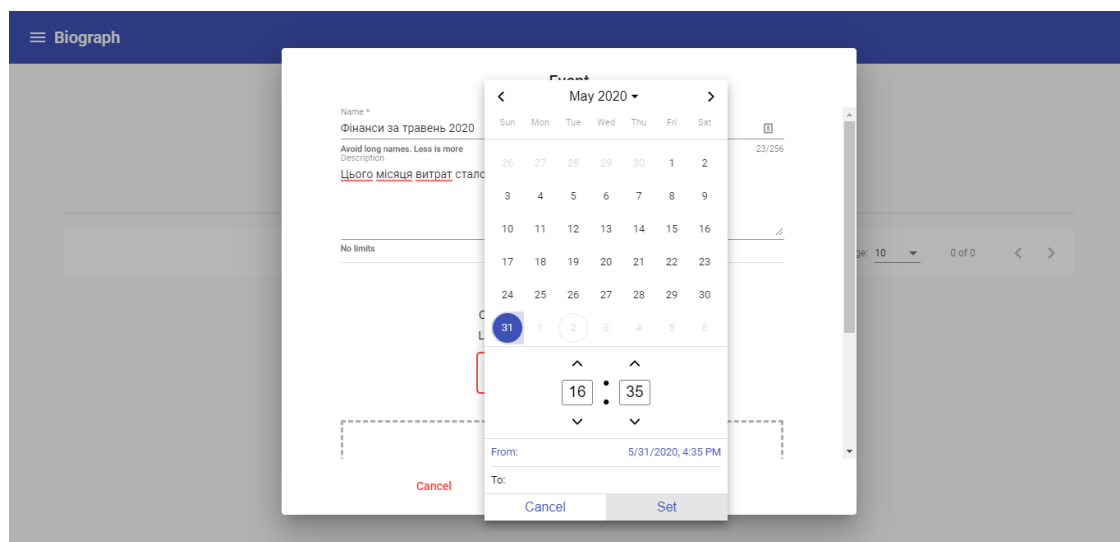 Biograph
Event
Name *
Фінанси за травень 2020
Avoid long names. Less is more
23/256
Description
Цього місяця витрат стало
No limits
May 2020
Sun Mon Tue Wed Thu Fri Sat
26 27 28 29 30 1 2
3 4 5 6 7 8 9
10 11 12 13 14 15 16
17 18 19 20 21 22 23
24 25 26 27 28 29 30
31 1 2 3 4 5 6
16 : 35
From: 5/31/2020, 4:35 PM
To:
Cancel Set
Cancel
10 0 of 0